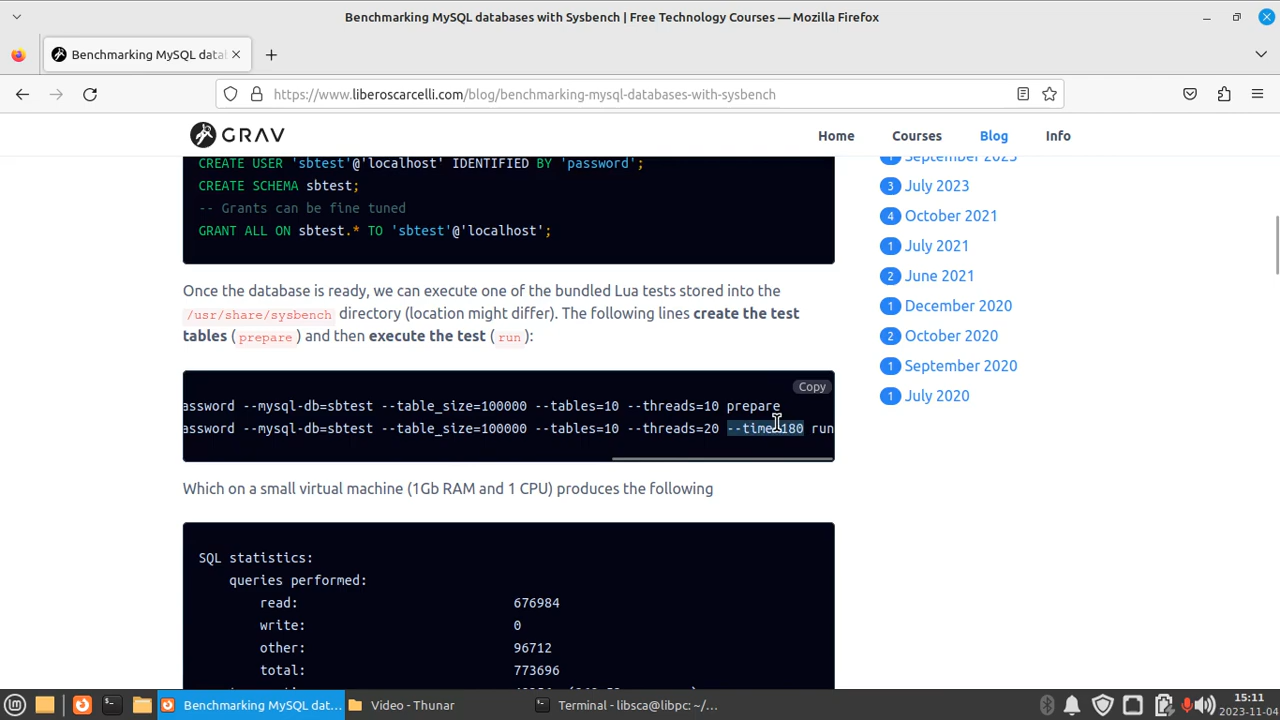 Benchmarking MySQL databases with Sysbench | Free Technology Courses — Mozilla Firefox
Benchmarking MySQL data
https://www.liberoscarcelli.com/blog/benchmarking-mysql-databases-with-sysbench
GRAV
Home Courses Blog Info
CREATE USER 'sbtest'@'localhost' IDENTIFIED BY 'password';
CREATE SCHEMA sbtest;
-- Grants can be fine tuned
GRANT ALL ON sbtest.* TO 'sbtest'@'localhost';
Once the database is ready, we can execute one of the bundled Lua tests stored into the
/usr/share/sysbench directory (location might differ). The following lines create the test
tables ( prepare ) and then execute the test ( run ):
Copy
assword --mysql-db=sbtest --table_size=100000 --tables=10 --threads=10 prepare
assword --mysql-db=sbtest --table_size=100000 --tables=10 --threads=20 --time=180 run
Which on a small virtual machine (1Gb RAM and 1 CPU) produces the following
SQL statistics:
queries performed:
read: 676984
write: 0
other: 96712
total: 773696
1 September 2023
3 July 2023
4 October 2021
1 July 2021
2 June 2021
1 December 2020
2 October 2020
1 September 2020
1 July 2020
Benchmarking MySQL dat...
Video - Thunar
Terminal - libsca@libpc: ~/...
15:11
2023-11-04